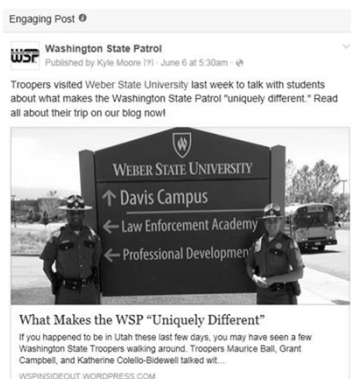 Engaging Post
WSP
Washington State Patrol
Published by Kyle Moore [?] · June 6 at 5:30am ·
Troopers visited Weber State University last week to talk with students
about what makes the Washington State Patrol "uniquely different." Read
all about their trip on our blog now!
WEBER STATE UNIVERSITY
↑ Davis Campus
← Law Enforcement Academy
← Professional Developmen
What Makes the WSP “Uniquely Different”
If you happened to be in Utah these last few days, you may have seen a few
Washington State Troopers walking around. Troopers Maurice Ball, Grant
Campbell, and Katherine Colello-Bidewell talked wit...
WSPINSIDEOUT.WORDPRESS.COM